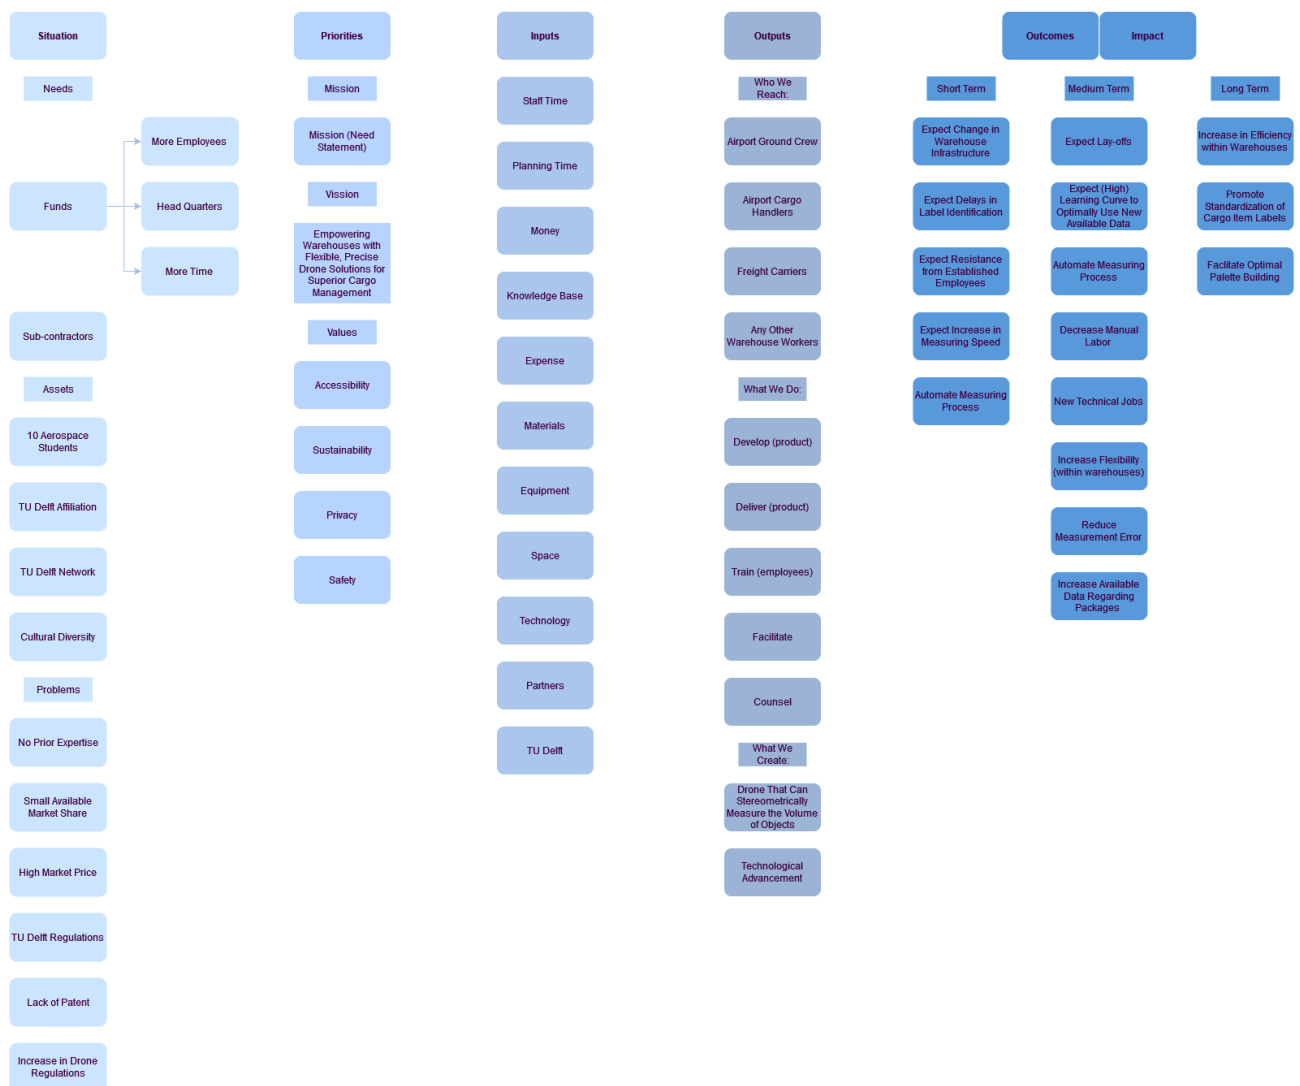 Situation
Needs
Funds
More Employees
Head Quarters
More Time
Sub-contractors
Assets
10 Aerospace
Students
TU Delft Affiliation
TU Delft Network
Cultural Diversity
Problems
No Prior Expertise
Small Available
Market Share
High Market Price
TU Delft Regulations
Lack of Patent
Increase in Drone
Regulations
Priorities
Mission
Mission (Need
Statement)
Vission
Empowering
Warehouses with
Flexible, Precise
Drone Solutions for
Superior Cargo
Management
Values
Accessibility
Sustainability
Privacy
Safety
Inputs
Staff Time
Planning Time
Money
Knowledge Base
Expense
Materials
Equipment
Space
Technology
Partners
TU Delft
Outputs
Who We
Reach:
Airport Ground Crew
Airport Cargo
Handlers
Freight Carriers
Any Other
Warehouse Workers
What We Do:
Develop (product)
Deliver (product)
Train (employees)
Facilitate
Counsel
What We
Create:
Drone That Can
Stereometrically
Measure the Volume
of Objects
Technological
Advancement
Outcomes
Impact
Short Term
Expect Change in
Warehouse
Infrastructure
Expect Delays in
Label Identification
Expect Resistance
from Established
Employees
Expect Increase in
Measuring Speed
Automate Measuring
Process
Medium Term
Expect Lay-offs
Expect (High)
Learning Curve to
Optimally Use New
Available Data
Automate Measuring
Process
Decrease Manual
Labor
New Technical Jobs
Increase Flexibility
(within warehouses)
Reduce
Measurement Error
Increase Available
Data Regarding
Packages
Long Term
Increase in Efficiency
within Warehouses
Promote
Standardization of
Cargo Item Labels
Facilitate Optimal
Palette Building